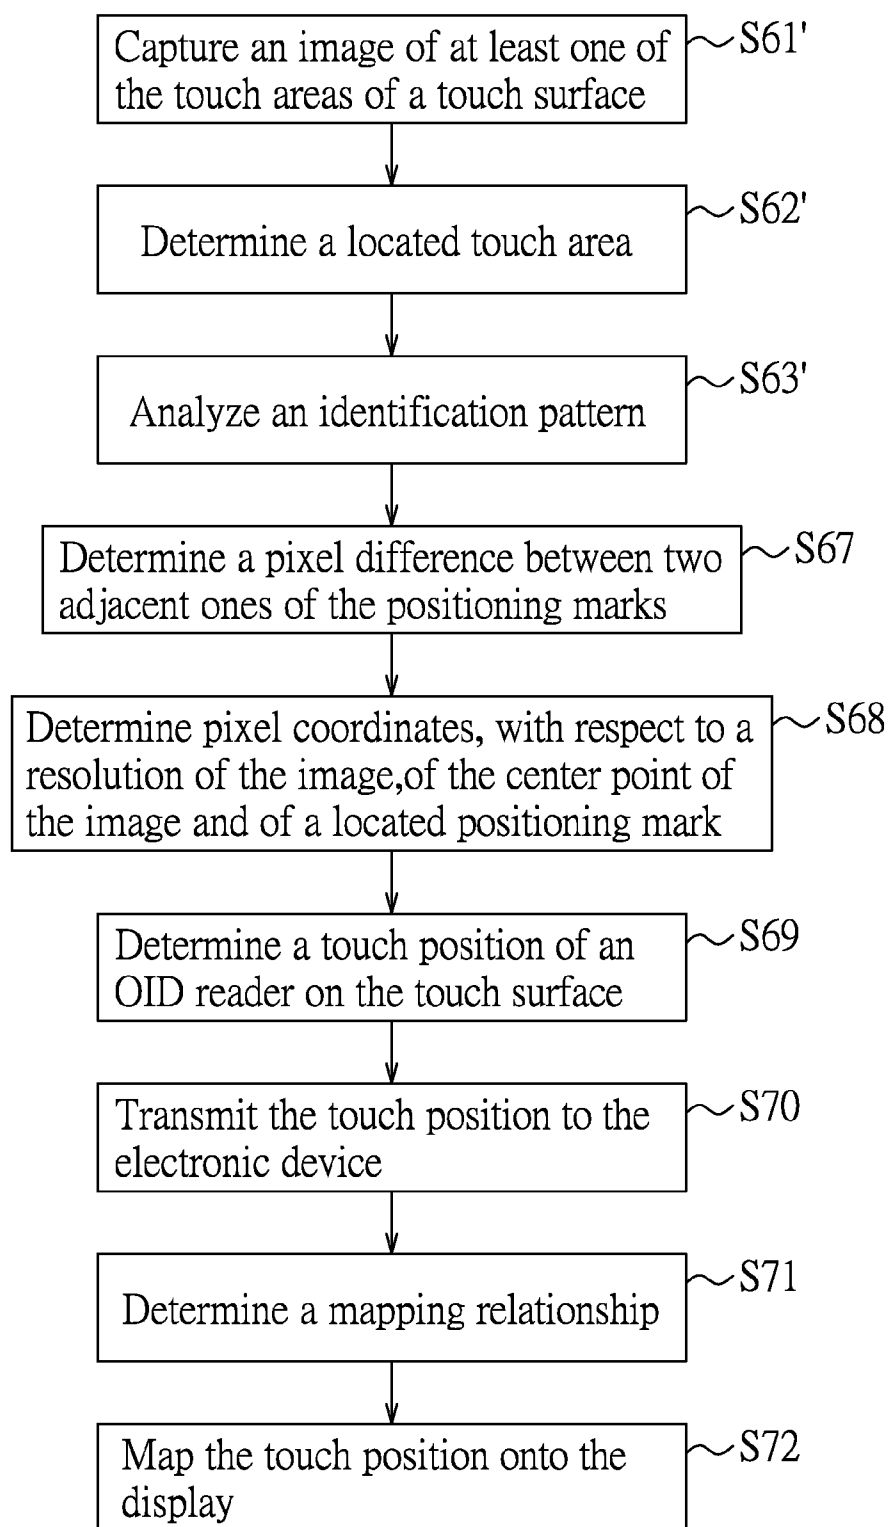 Capture an image of at least one of
the touch areas of a touch surface
S61'
Determine a located touch area
S62'
Analyze an identification pattern
S63'
Determine a pixel difference between two
adjacent ones of the positioning marks
S67
Determine pixel coordinates, with respect to a
resolution of the image,of the center point of
the image and of a located positioning mark
S68
Determine a touch position of an
OID reader on the touch surface
S69
Transmit the touch position to the
electronic device
S70
Determine a mapping relationship
S71
Map the touch position onto the
display
S72